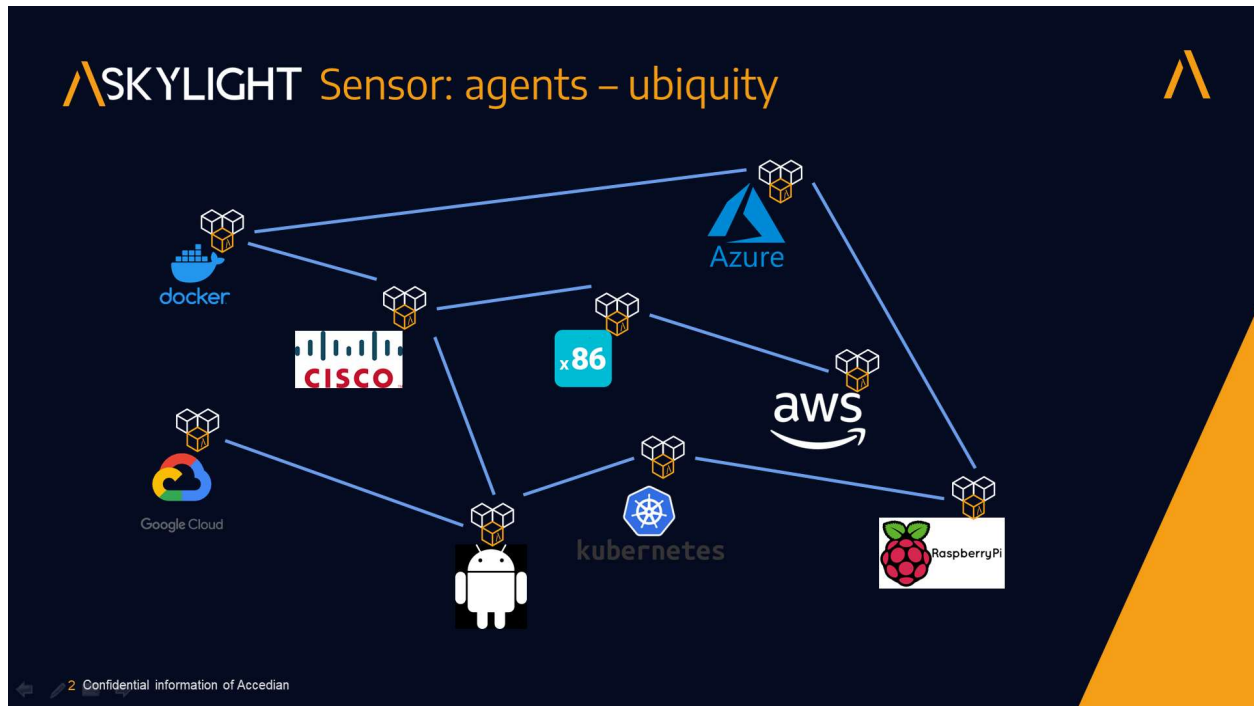 SKYLIGHT Sensor: agents – ubiquity
docker
Azure
CISCO
x86
aws
Google Cloud
kubernetes
RaspberryPi
2 Confidential information of Accedian